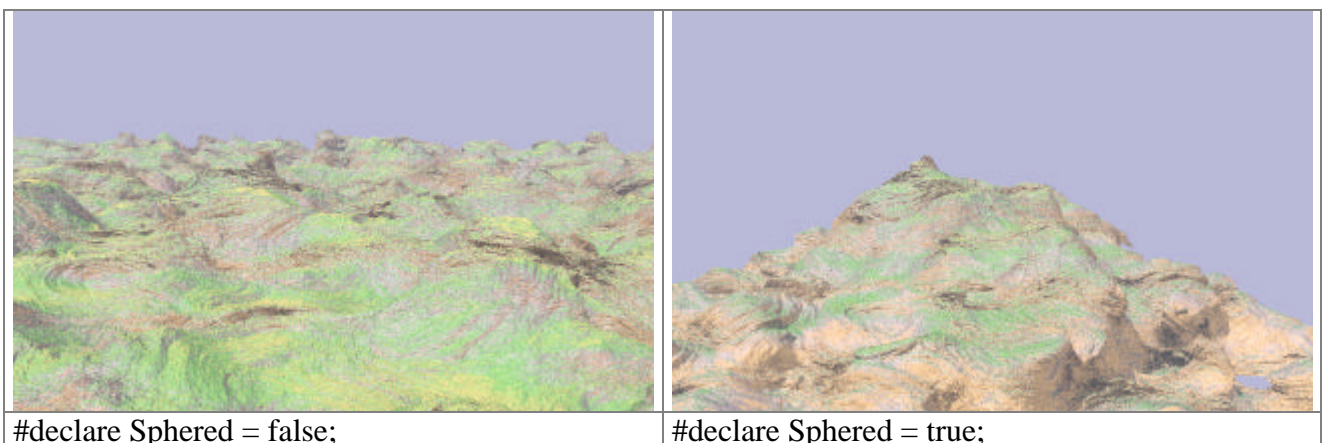 #declare Sphered = false;
#declare Sphered = true;